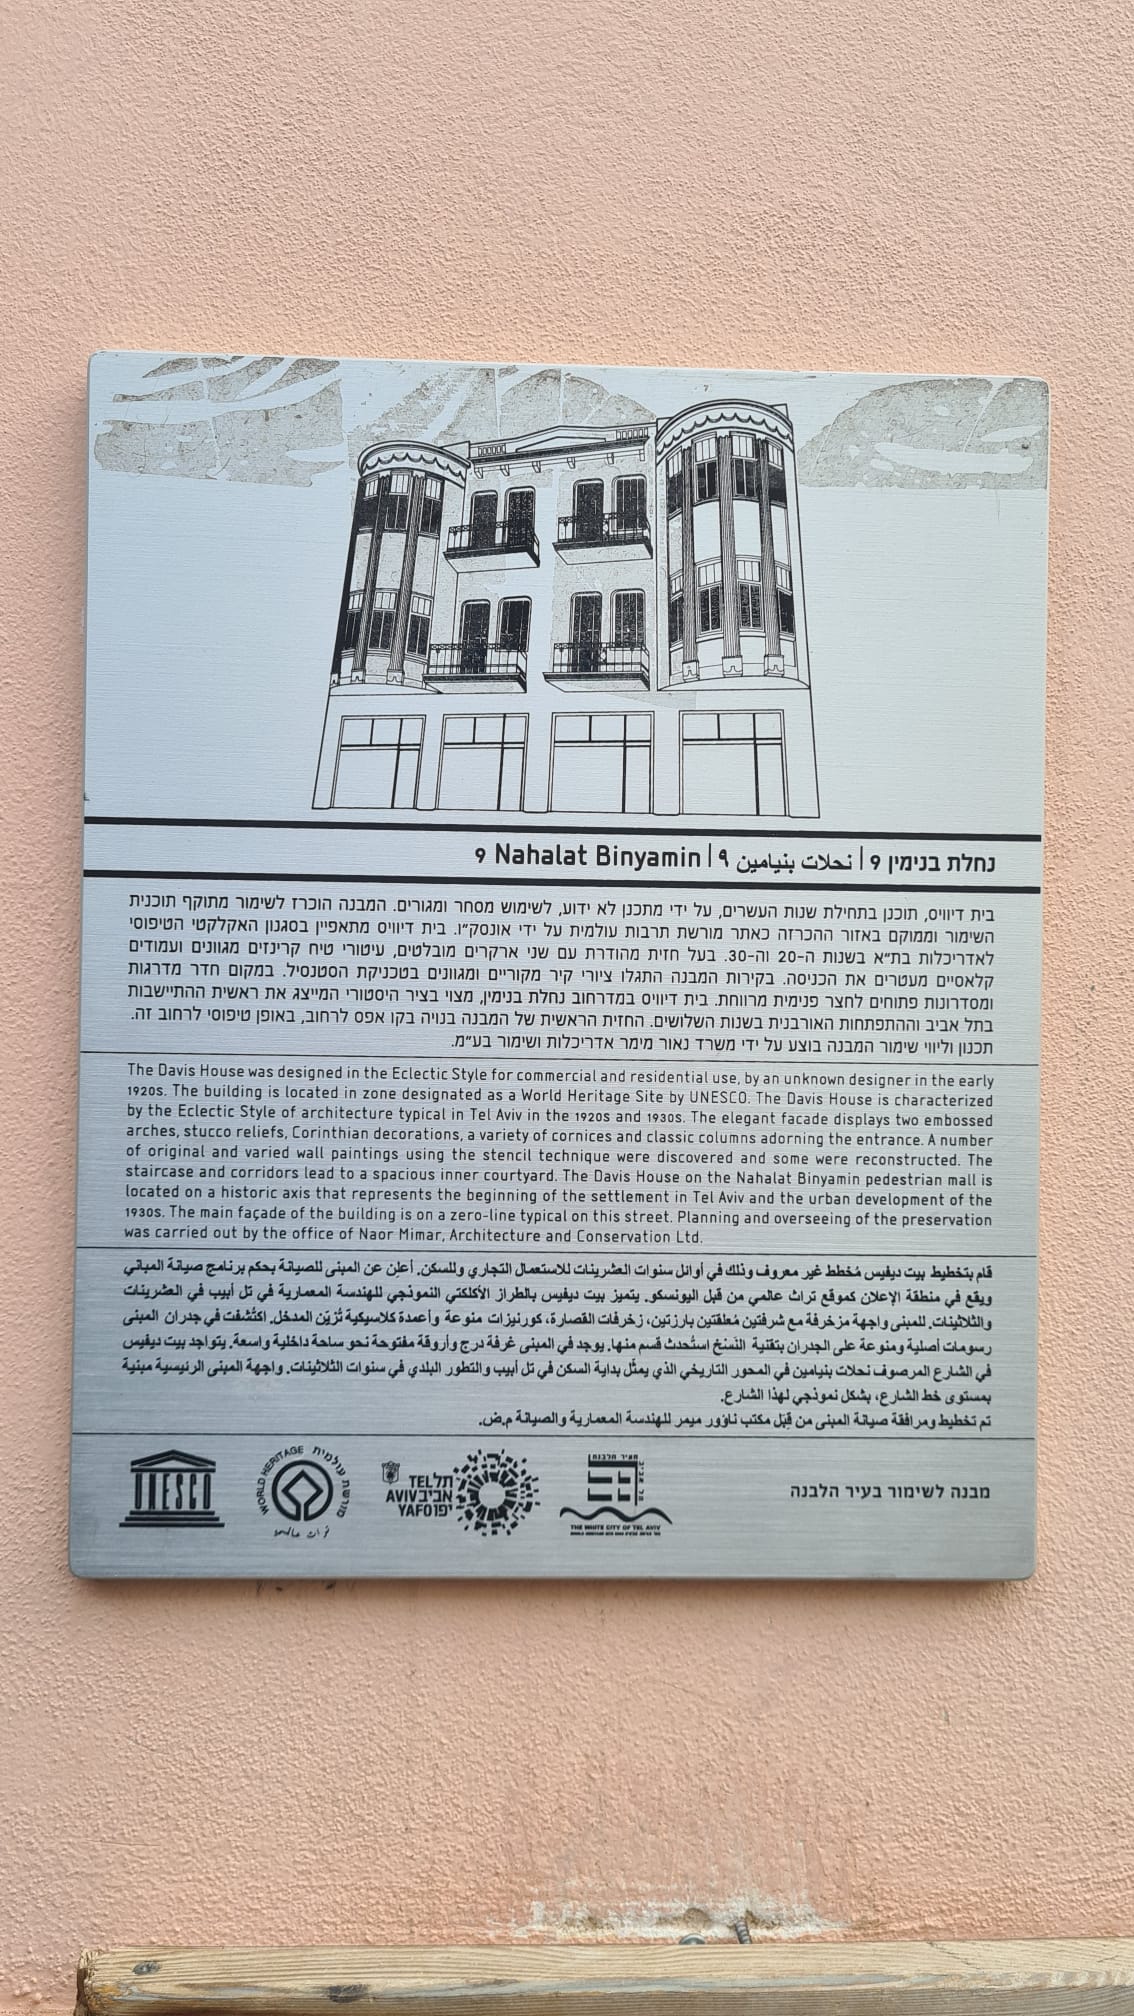 נחלת בנימין 9 | نحلات بنيامين ٩ | Nahalat Binyamin 9
בית דיוויס, תוכנן בתחילת שנות העשרים, על ידי מתכנן לא ידוע, לשימוש מסחר ומגורים. המבנה הוכרז לשימור מתוקף תוכנית
השימור וממוקם באזור ההכרזה כאתר מורשת תרבות עולמית על ידי אונסק״ו. בית דיוויס מתאפיין בסגנון האקלקטי הטיפוסי
לאדריכלות בת״א בשנות ה-20 וה-30. בעל חזית מהודרת עם שני ארקרים מובלטים, עיטורי טיח קרינזים מגוונים ועמודים
קלאסיים מעטרים את הכניסה. בקירות המבנה התגלו ציורי קיר מקוריים ומגוונים בטכניקת הסטנסיל. במקום חדר מדרגות
ומסדרונות פתוחים לחצר פנימית מרווחת. בית דיוויס במדרחוב נחלת בנימין, מצוי בציר היסטורי המייצג את ראשית ההתיישבות
בתל אביב וההתפתחות האורבנית בשנות השלושים. החזית הראשית של המבנה בנויה בקו אפס לרחוב, באופן טיפוסי לרחוב זה.
תכנון וליווי שימור המבנה בוצע על ידי משרד נאור מימר אדריכלות ושימור בע״מ.
The Davis House was designed in the Eclectic Style for commercial and residential use, by an unknown designer in the early
1920s. The building is located in zone designated as a World Heritage Site by UNESCO. The Davis House is characterized
by the Eclectic Style of architecture typical in Tel Aviv in the 1920s and 1930s. The elegant facade displays two embossed
arches, stucco reliefs, Corinthian decorations, a variety of cornices and classic columns adorning the entrance. A number
of original and varied wall paintings using the stencil technique were discovered and some were reconstructed. The
staircase and corridors lead to a spacious inner courtyard. The Davis House on the Nahalat Binyamin pedestrian mall is
located on a historic axis that represents the beginning of the settlement in Tel Aviv and the urban development of the
1930s. The main façade of the building is on a zero-line typical on this street. Planning and overseeing of the preservation
was carried out by the office of Naor Mimar, Architecture and Conservation Ltd.
قام بتخطيط بيت ديفيس مُخطط غير معروف وذلك في أوائل سنوات العشرينات للاستعمال التجاري وللسكن. أعلِن عن المبنى للصيانة بحكم برنامج صيانة المباني
ويقع في منطقة الإعلان كموقع تراث عالمي من قبل اليونسكو. يتميز بيت ديفيس بالطراز الأكلكتي النموذجي للهندسة المعمارية في تل أبيب في العشرينات
والثلاثينات. للمبنى واجهة مزخرفة مع شرفتين مُعلقتين بارزتين، زخرفات القصارة، كورنيزات منوعة وأعمدة كلاسيكية تُزيّن المدخل. اكتُشفت في جدران المبنى
رسومات أصلية ومنوعة على الجدران بتقنية النَسنخ استُحدث قسم منها. يوجد في المبنى غرفة درج وأروقة مفتوحة نحو ساحة داخلية واسعة. يتواجد بيت ديفيس
في الشارع المرصوف نحلات بنيامين في المحور التاريخي الذي يمثّل بداية السكن في تل أبيب والتطور البلدي في سنوات الثلاثينات. واجهة المبنى الرئيسية مبنية
بمستوى خط الشارع، بشكل نموذجي لهذا الشارع.
تم تخطيط ومرافقة صيانة المبنى من قِبَل مكتب ناؤور ميمر للهندسة المعمارية والصيانة م.ض.
מבנה לשימור בעיר הלבנה
THE WHITE CITY OF TEL AVIV
תל TEL
אביב AVIV
יפו YAFO
WORLD HERITAGE
מורשת עולמית
UNESCO